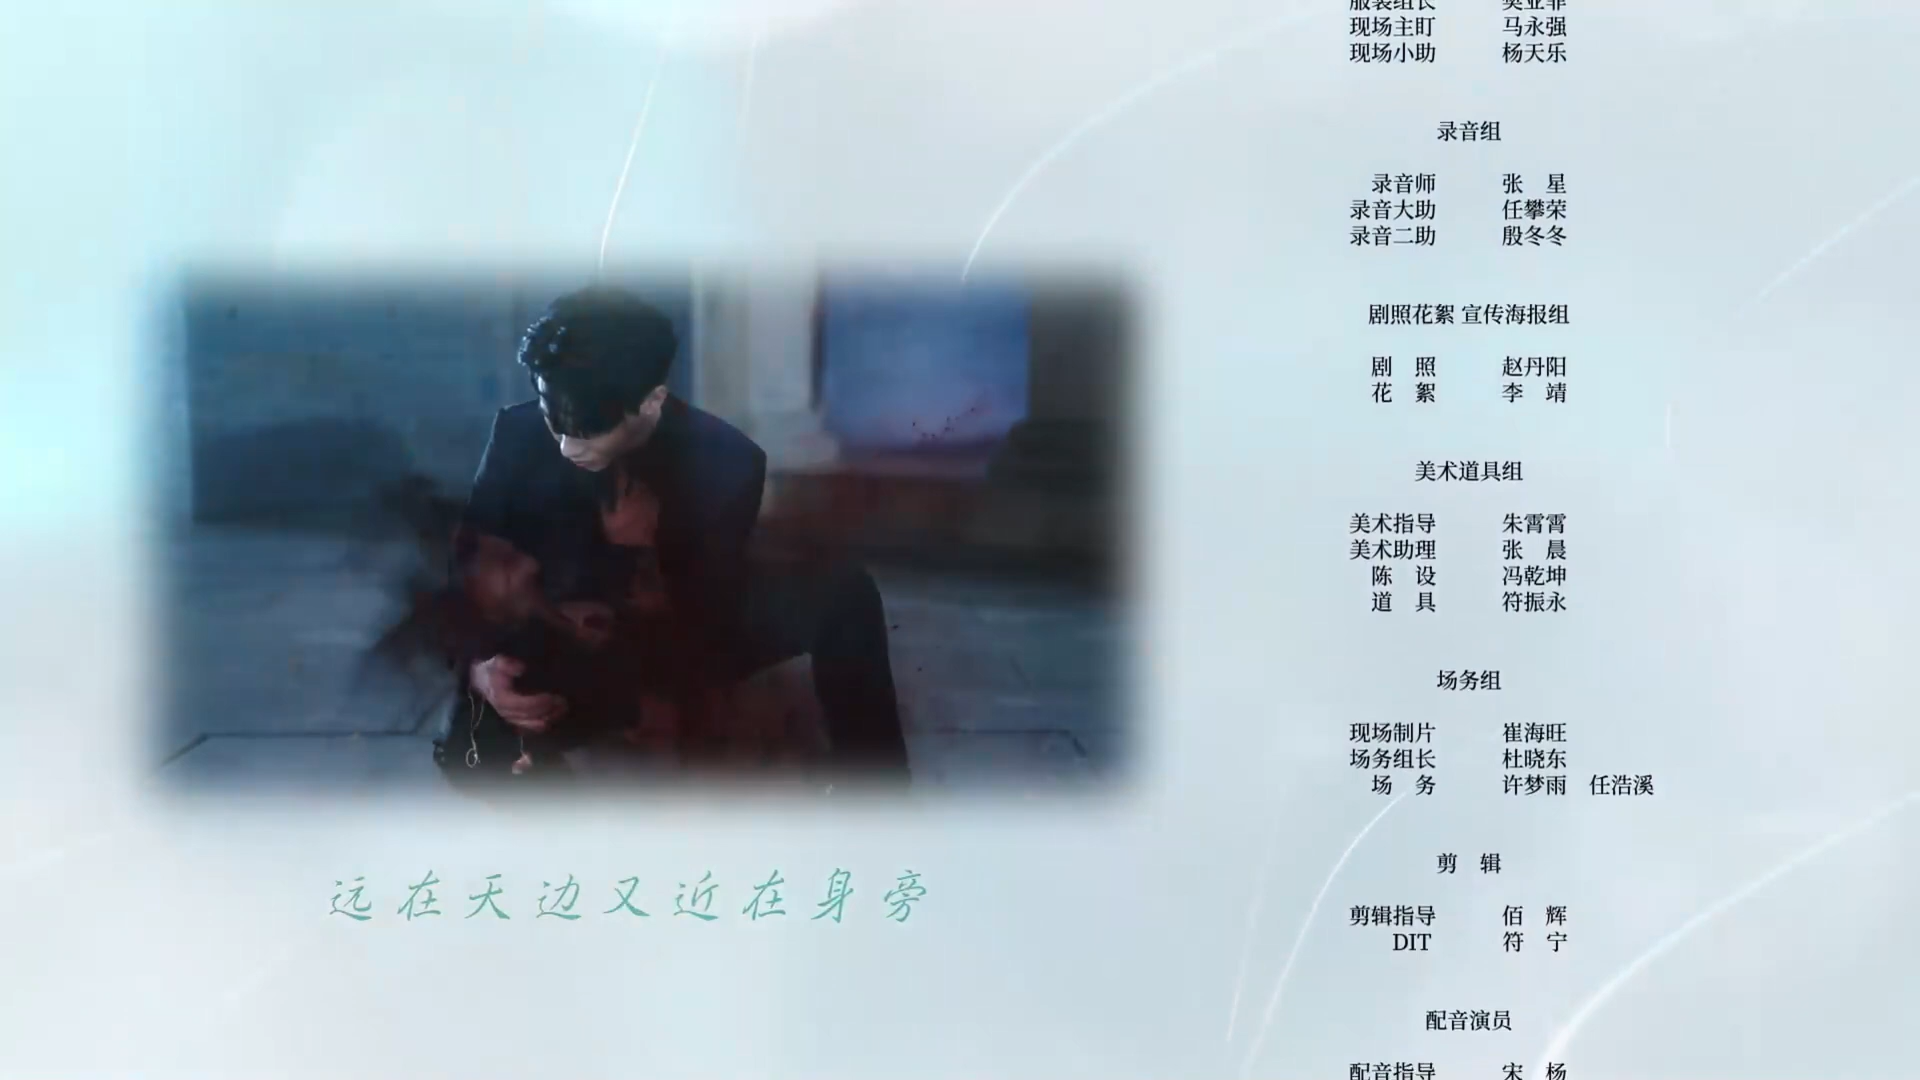 现场主盯 马永强
现场小助 杨天乐
录音组
录音师 张 星
录音大助 任攀荣
录音二助 殷冬冬
剧照花絮 宣传海报组
剧 照 赵丹阳
花 絮 李 靖
美术道具组
美术指导 朱霄霄
美术助理 张 晨
陈 设 冯乾坤
道 具 符振永
场务组
现场制片 崔海旺
场务组长 杜晓东
场 务 许梦雨 任浩溪
剪 辑
剪辑指导 佰 辉
DIT 符 宁
配音演员
配音指导 宋 杨
远在天边又近在身旁